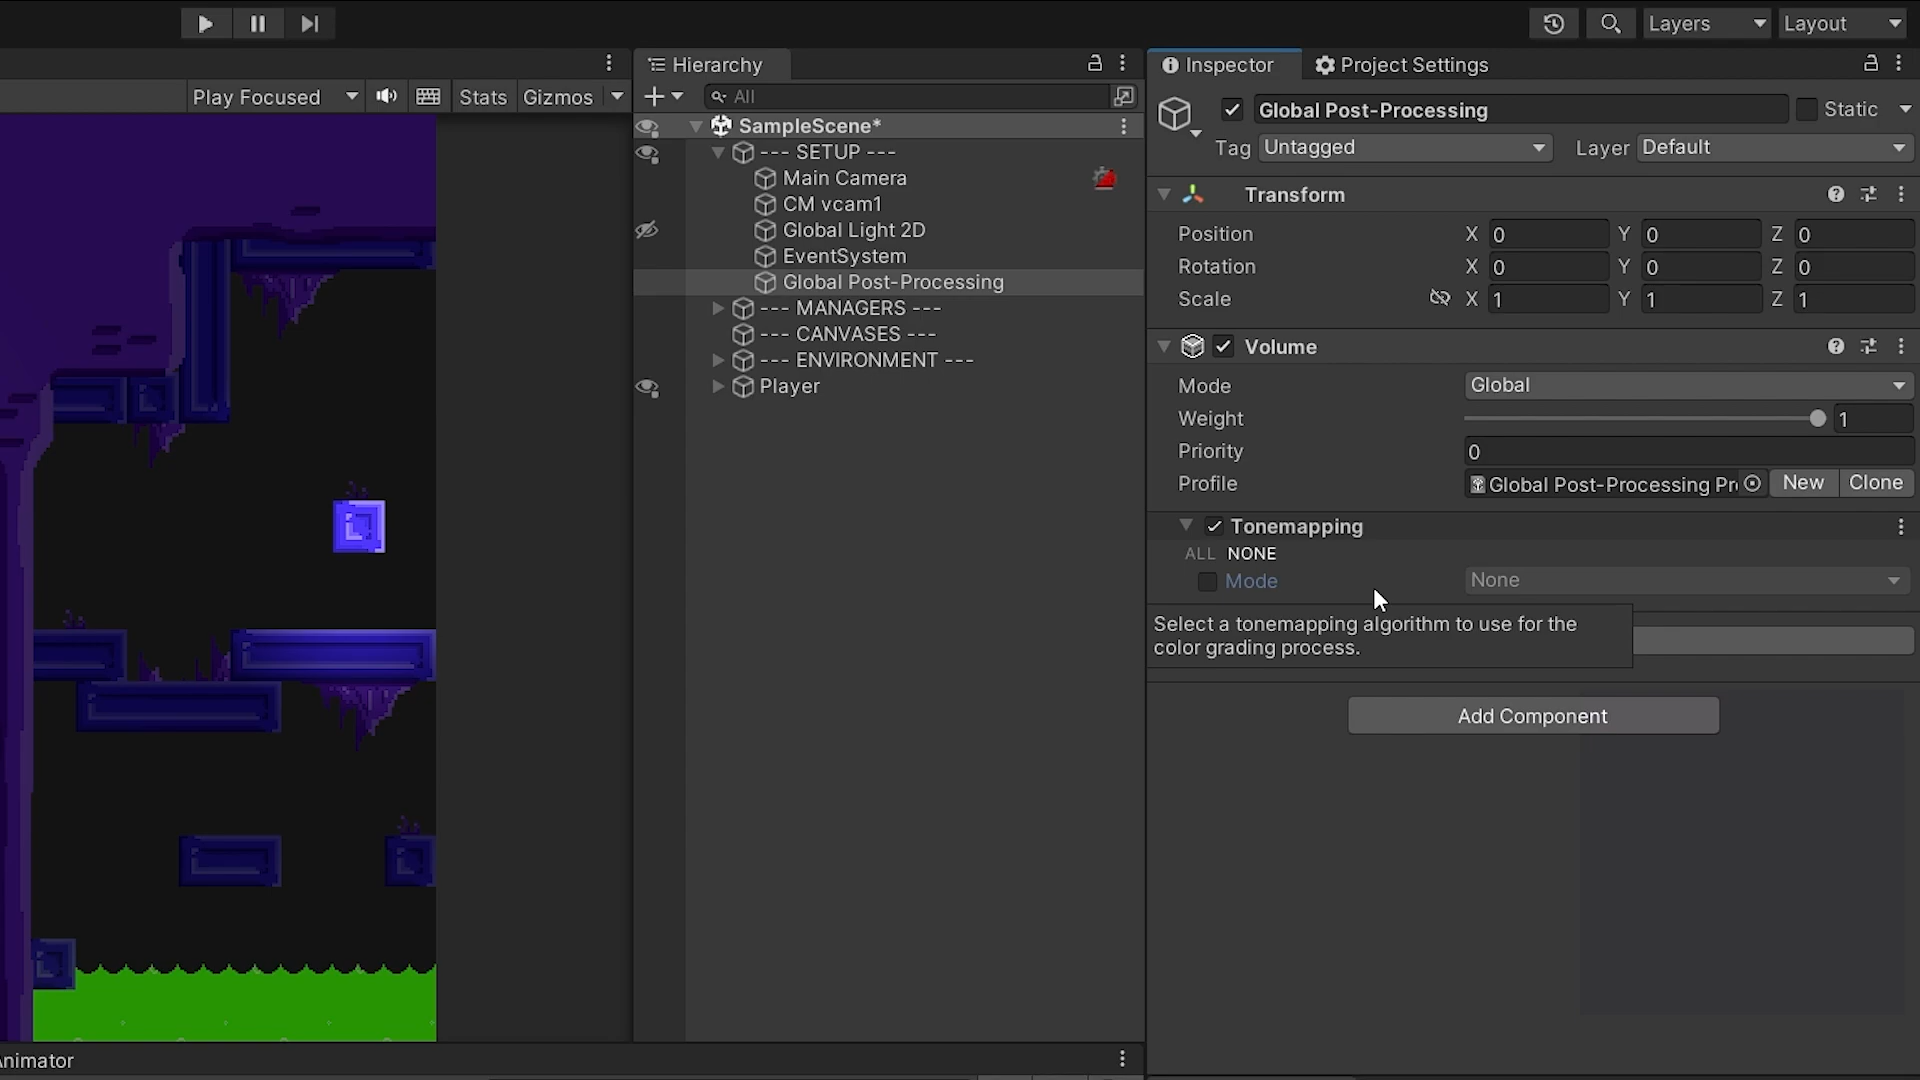 Layers
Layout
Play Focused
Stats
Gizmos
Hierarchy
All
SampleScene*
--- SETUP ---
Main Camera
CM vcam1
Global Light 2D
EventSystem
Global Post-Processing
--- MANAGERS ---
--- CANVASES ---
--- ENVIRONMENT ---
Player
Inspector
Project Settings
Global Post-Processing
Static
Tag Untagged
Layer Default
Transform
Position X 0 Y 0 Z 0
Rotation X 0 Y 0 Z 0
Scale X 1 Y 1 Z 1
Volume
Mode Global
Weight 1
Priority 0
Profile Global Post-Processing Pr New Clone
Tonemapping
ALL NONE
Mode None
Select a tonemapping algorithm to use for the
color grading process.
Add Component
nimator